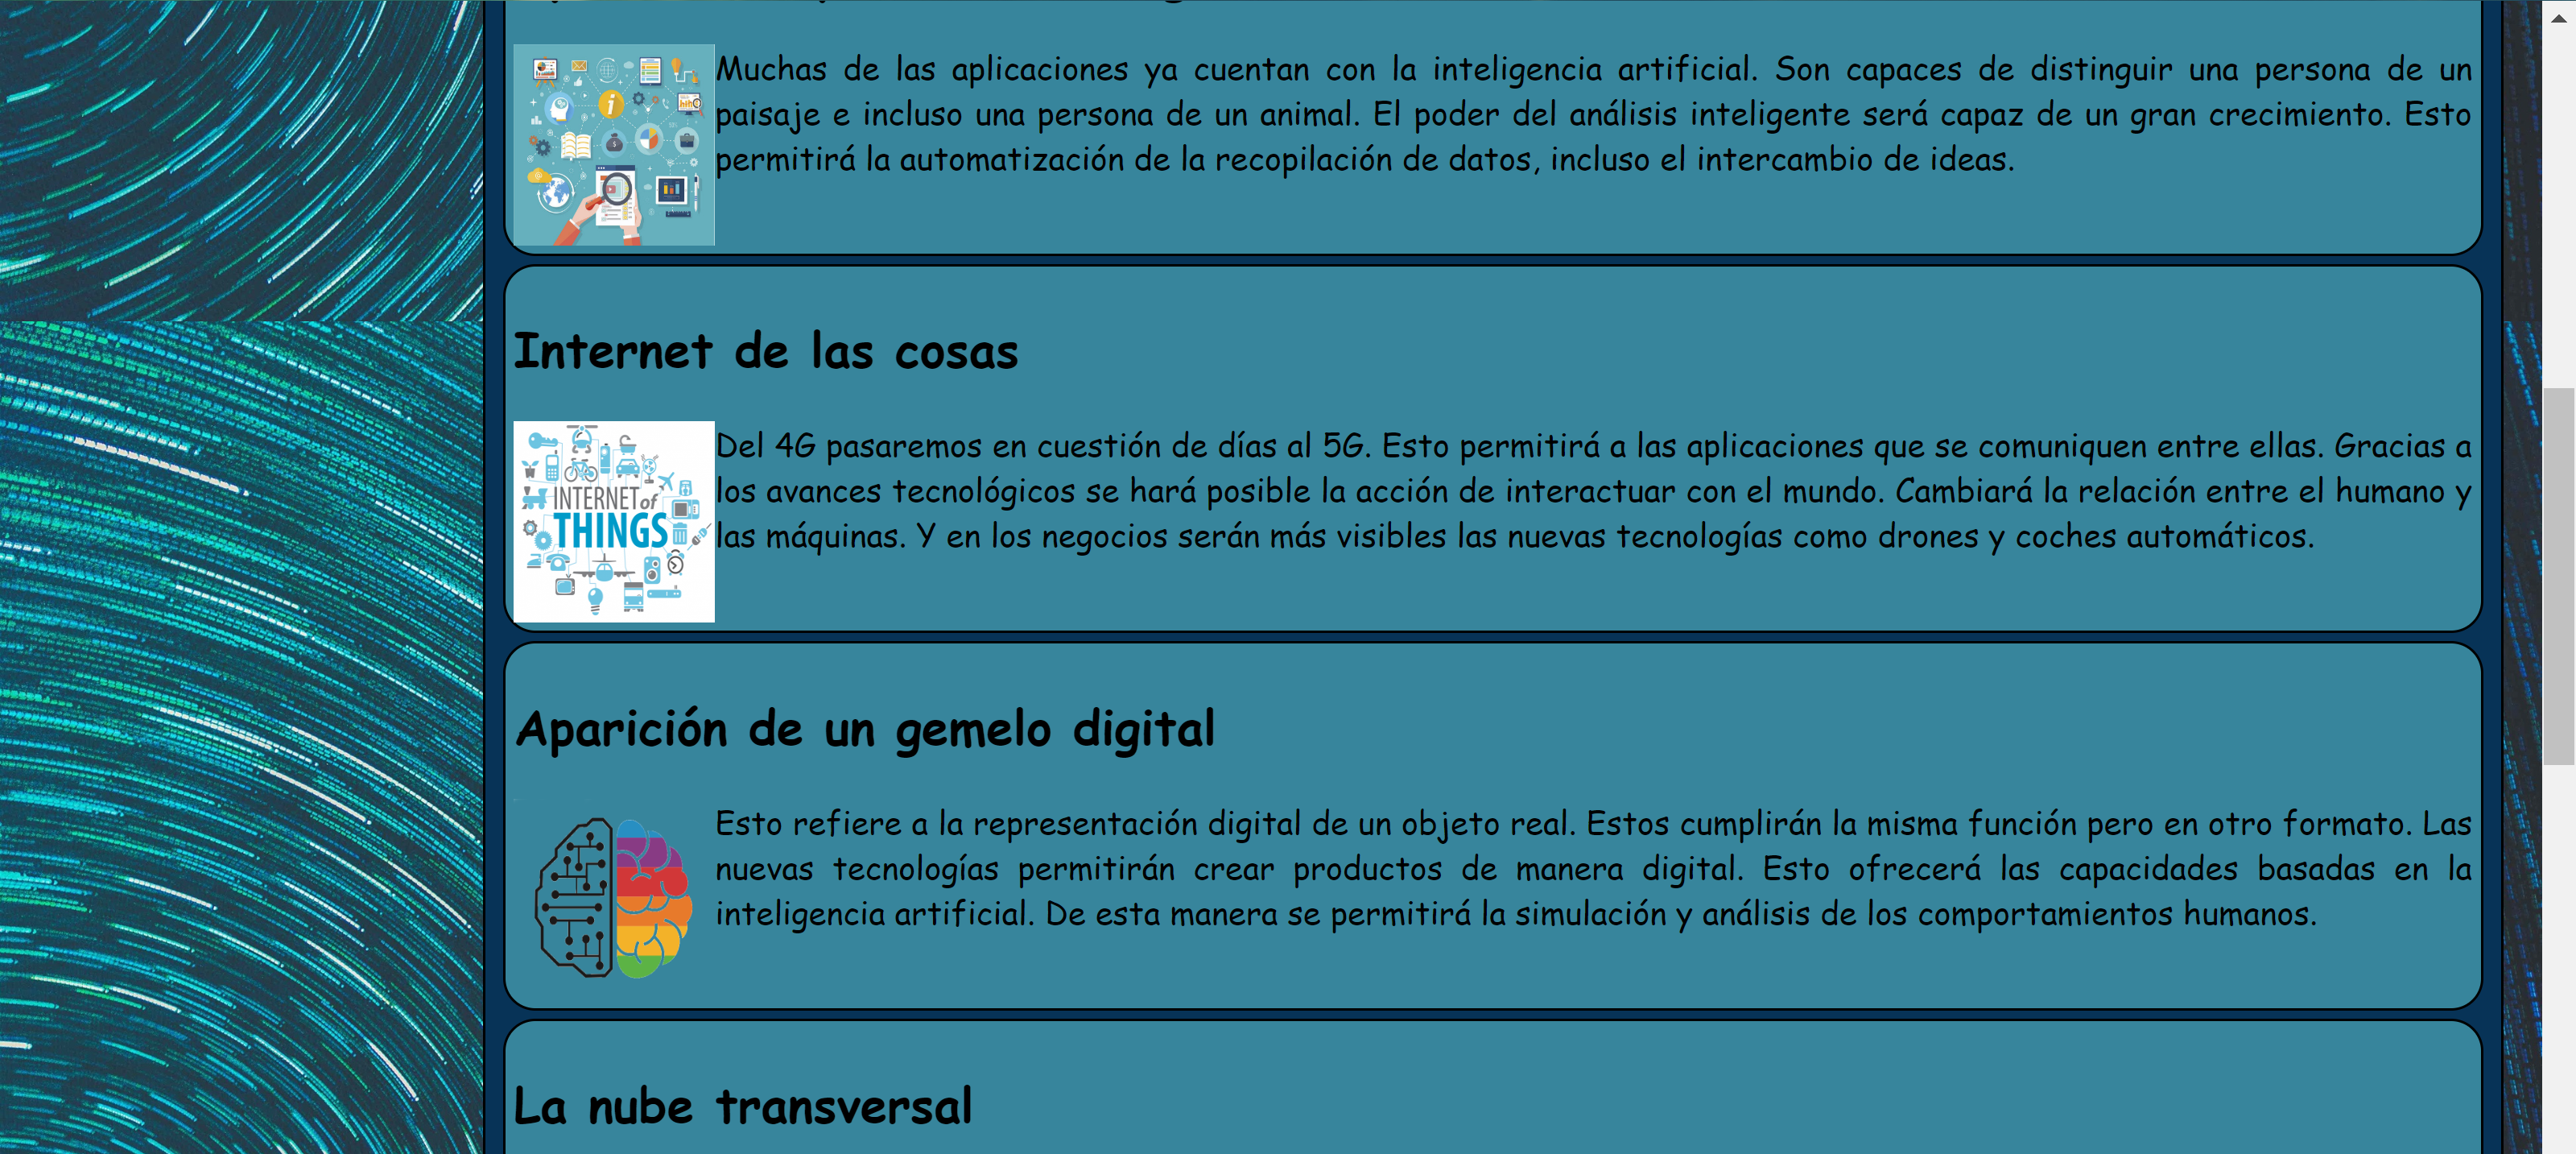 Muchas de las aplicaciones ya cuentan con la inteligencia artificial. Son capaces de distinguir una persona de un
paisaje e incluso una persona de un animal. El poder del análisis inteligente será capaz de un gran crecimiento. Esto
permitirá la automatización de la recopilación de datos, incluso el intercambio de ideas.
Internet de las cosas
INTERNET of
THINGS
Del 4G pasaremos en cuestión de días al 5G. Esto permitirá a las aplicaciones que se comuniquen entre ellas. Gracias a
los avances tecnológicos se hará posible la acción de interactuar con el mundo. Cambiará la relación entre el humano y
las máquinas. Y en los negocios serán más visibles las nuevas tecnologías como drones y coches automáticos.
Aparición de un gemelo digital
Esto refiere a la representación digital de un objeto real. Estos cumplirán la misma función pero en otro formato. Las
nuevas tecnologías permitirán crear productos de manera digital. Esto ofrecerá las capacidades basadas en la
inteligencia artificial. De esta manera se permitirá la simulación y análisis de los comportamientos humanos.
La nube transversal